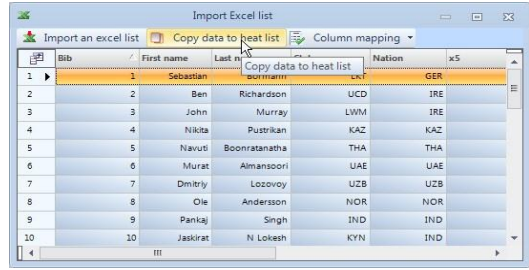 Import Excel list
Import an excel list Copy data to heat list Column mapping
Bib First name Last n Nation x5
Copy data to heat list
1 1 Sebastian Bormann LKT GER
2 2 Ben Richardson UCD IRE
3 3 John Murray LWM IRE
4 4 Nikita Pustrikan KAZ KAZ
5 5 Navuti Boonratanatha THA THA
6 6 Murat Almansoori UAE UAE
7 7 Dmitriy Lozovoy UZB UZB
8 8 Ole Andersson NOR NOR
9 9 Pankaj Singh IND IND
10 10 Jaskirat N Lokesh KYN IND